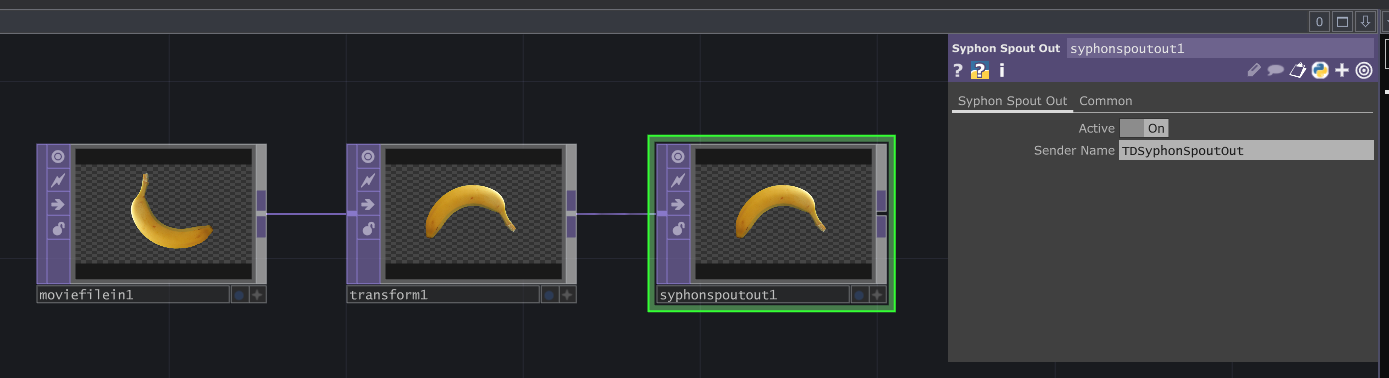 0
Syphon Spout Out syphonspoutout1
? ? i
Syphon Spout Out Common
Active On
Sender Name TDSyphonSpoutOut
moviefilein1
transform1
syphonspoutout1